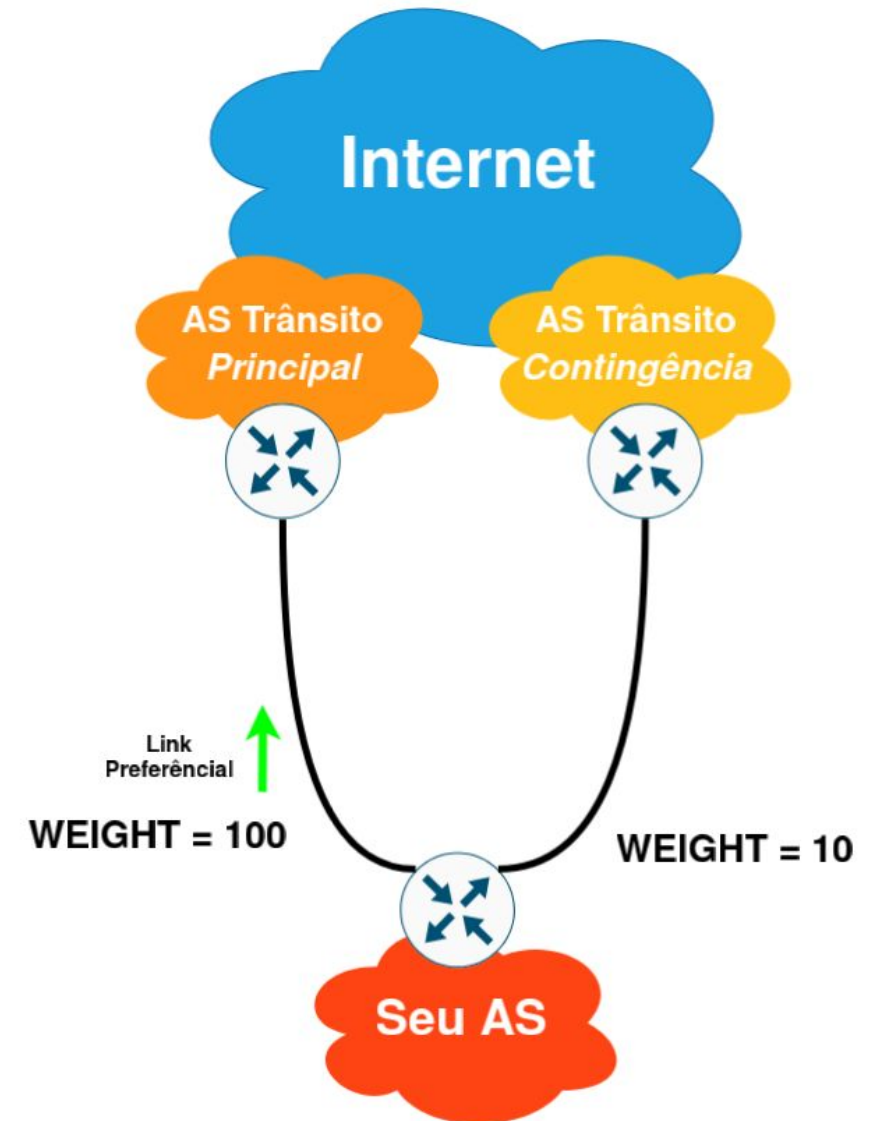 Internet
AS Trânsito
Principal
AS Trânsito
Contingência
Link
Preferêncial
WEIGHT = 100
WEIGHT = 10
Seu AS